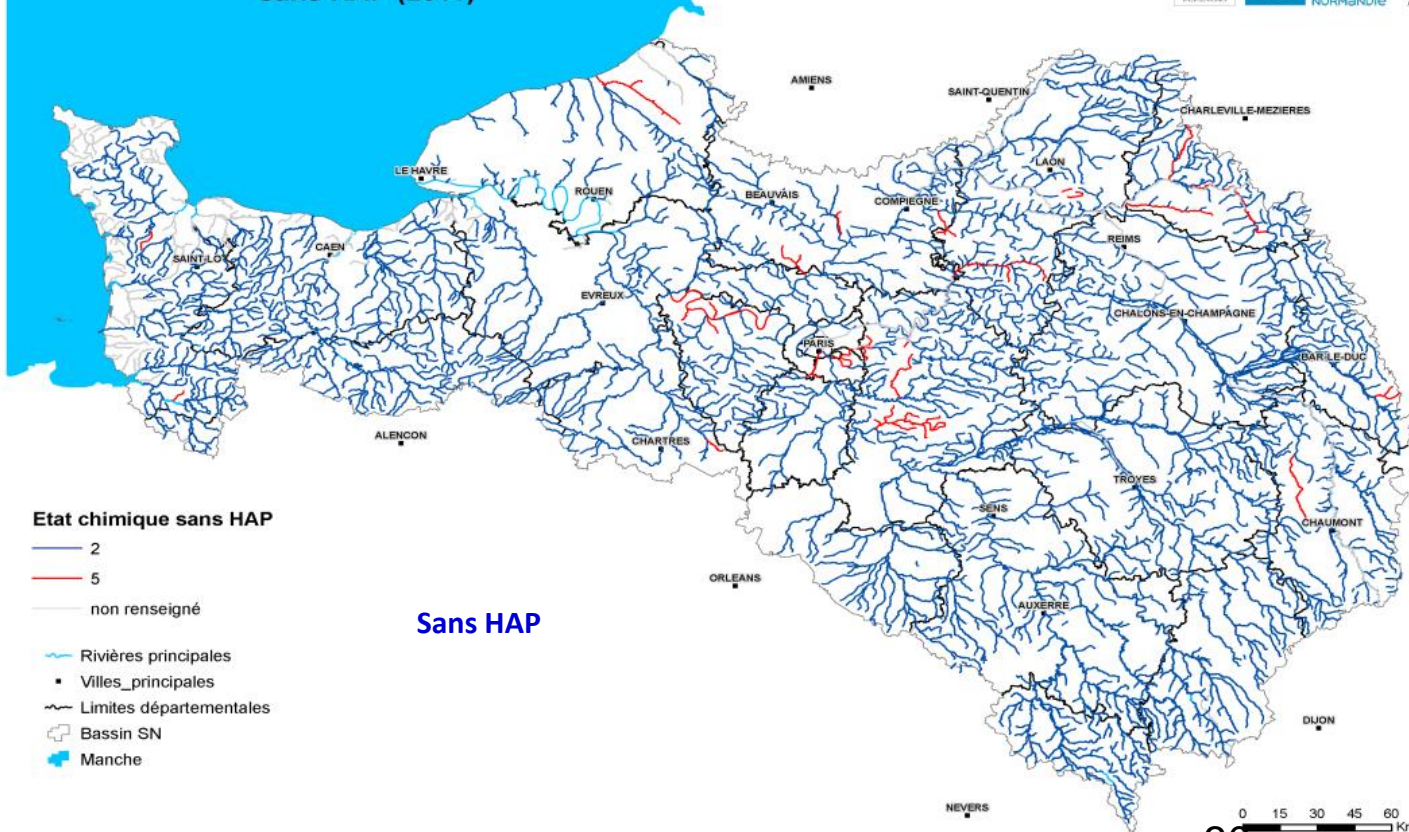 NORMANDIE
AMIENS
SAINT-QUENTIN
CHARLEVILLE-MEZIERES
LE HAVRE
ROUEN
BEAUVAIS
COMPIEGNE
LAON
REIMS
CAEN
SAINT-LO
EVREUX
CHALONS-EN-CHAMPAGNE
PARIS
BAR-LE-DUC
ALENCON
CHARTRES
TROYES
SENS
CHAUMONT
ORLEANS
AUXERRE
DIJON
NEVERS
Etat chimique sans HAP
2
5
non renseigné
Rivières principales
Villes_principales
Limites départementales
Bassin SN
Manche
Sans HAP
0 15 30 45 60
Km